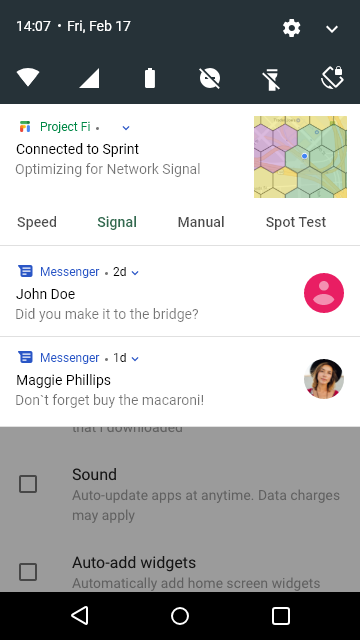 14:07 • Fri, Feb 17
Project Fi •
Connected to Sprint
Optimizing for Network Signal
Speed Signal Manual Spot Test
Messenger • 2d
John Doe
Did you make it to the bridge?
Messenger • 1d
Maggie Phillips
Don`t forget buy the macaroni!
that I downloaded
Sound
Auto-update apps at anytime. Data charges
may apply
Auto-add widgets
Automatically add home screen widgets